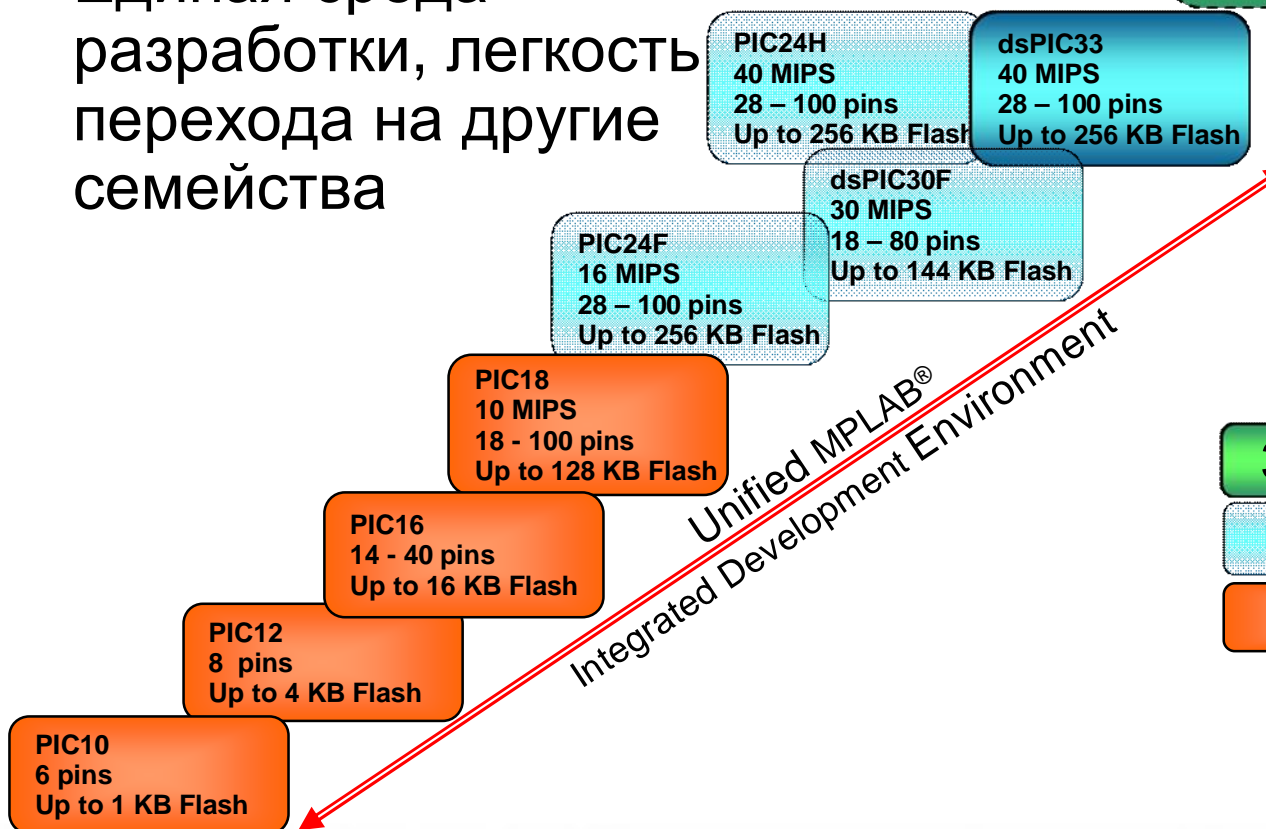 Единая среда
разработки, легкость
перехода на другие
семейства
PIC24H
40 MIPS
28 – 100 pins
Up to 256 KB Flash
dsPIC33
40 MIPS
28 – 100 pins
Up to 256 KB Flash
dsPIC30F
30 MIPS
18 – 80 pins
Up to 144 KB Flash
PIC24F
16 MIPS
28 – 100 pins
Up to 256 KB Flash
PIC18
10 MIPS
18 - 100 pins
Up to 128 KB Flash
PIC16
14 - 40 pins
Up to 16 KB Flash
PIC12
8 pins
Up to 4 KB Flash
PIC10
6 pins
Up to 1 KB Flash
Unified MPLAB®
Integrated Development Environment